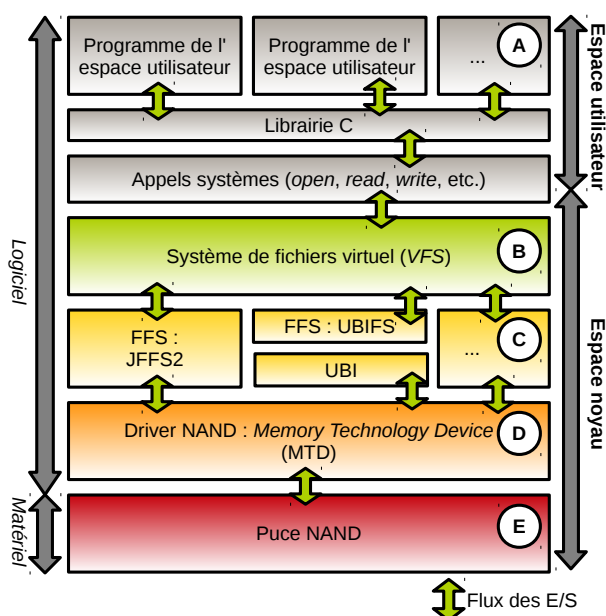 Programme de l'
espace utilisateur
Programme de l'
espace utilisateur
...
A
Librairie C
Appels systèmes (open, read, write, etc.)
Espace utilisateur
Système de fichiers virtuel (VFS)
B
Logiciel
FFS :
JFFS2
FFS : UBIFS
UBI
...
C
Espace noyau
Driver NAND : Memory Technology Device
(MTD)
D
Matériel
Puce NAND
E
Flux des E/S